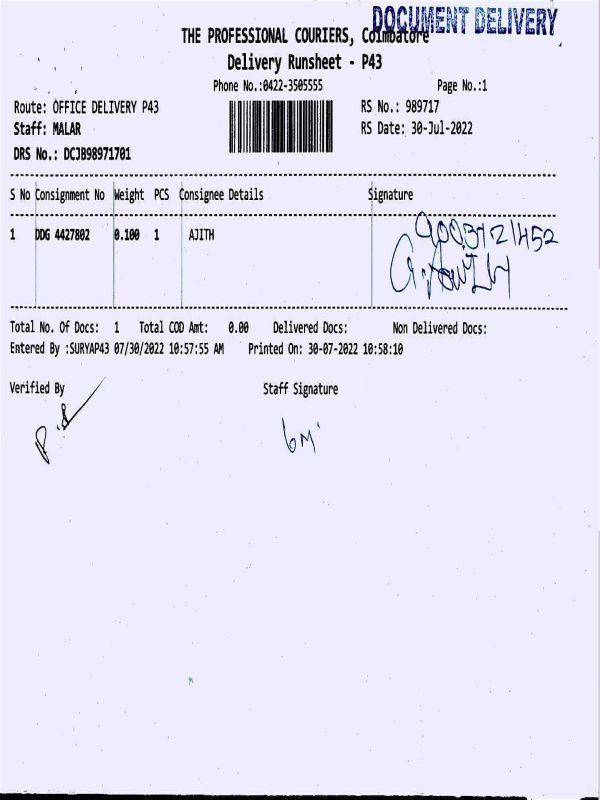 DOCUMENT DELIVERY
THE PROFESSIONAL COURIERS, Coimbatore
Delivery Runsheet - P43
Phone No.:0422-3505555 Page No.:1
Route: OFFICE DELIVERY P43 RS No.: 989717
Staff: MALAR RS Date: 30-Jul-2022
DRS No.: DCJB98971701
S No Consignment No Weight PCS Consignee Details Signature
1 DDG 4427802 0.100 1 AJITH
Total No. Of Docs: 1 Total COD Amt: 0.00 Delivered Docs: Non Delivered Docs:
Entered By :SURYAP43 07/30/2022 10:57:55 AM Printed On: 30-07-2022 10:58:10
Verified By Staff Signature